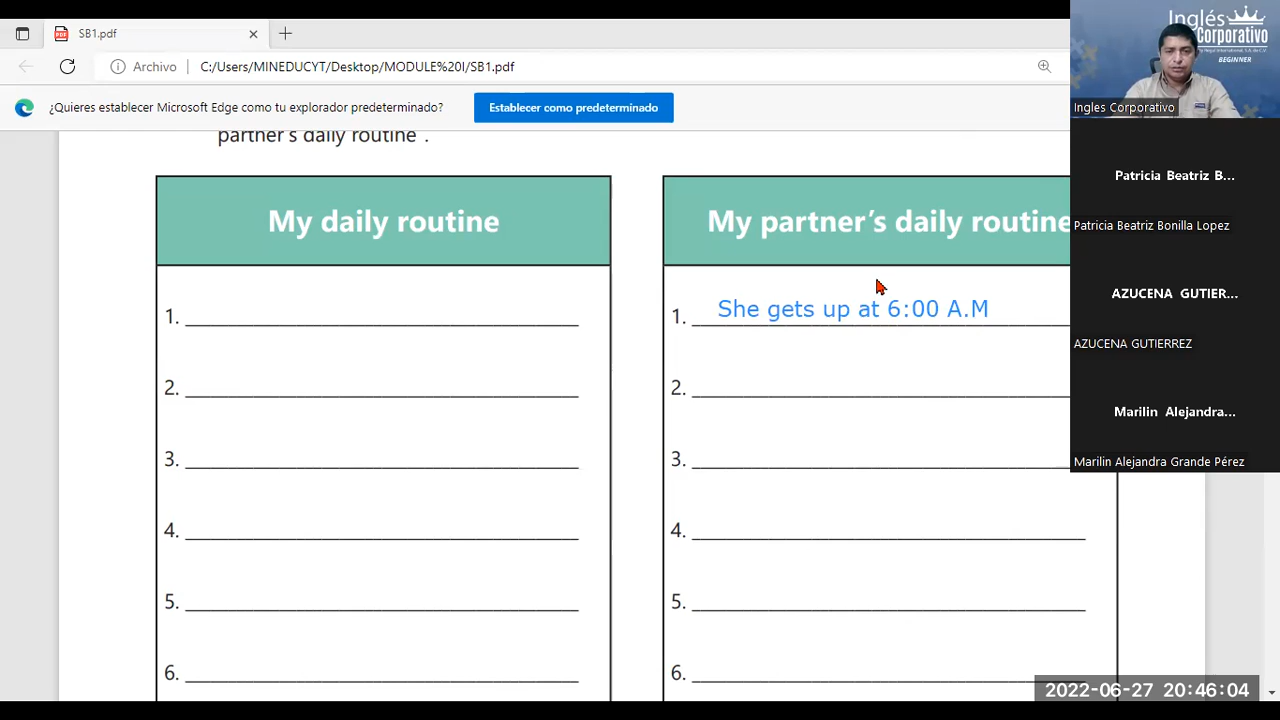 SB1.pdf
Archivo
C:/Users/MINEDUCYT/Desktop/MODULE%20I/SB1.pdf
¿Quieres establecer Microsoft Edge como tu explorador predeterminado?
Establecer como predeterminado
partner's daily routine".
My daily routine
1.
2.
3.
4.
5.
6.
My partner's daily routine
1. She gets up at 6:00 A.M
2.
3.
4.
5.
6.
Inglés
Corporativo
BEGINNER
Ingles Corporativo
Patricia Beatriz B...
Patricia Beatriz Bonilla Lopez
AZUCENA GUTIER...
AZUCENA GUTIERREZ
Marilin Alejandra...
Marilin Alejandra Grande Pérez
2022-06-27 20:46:04